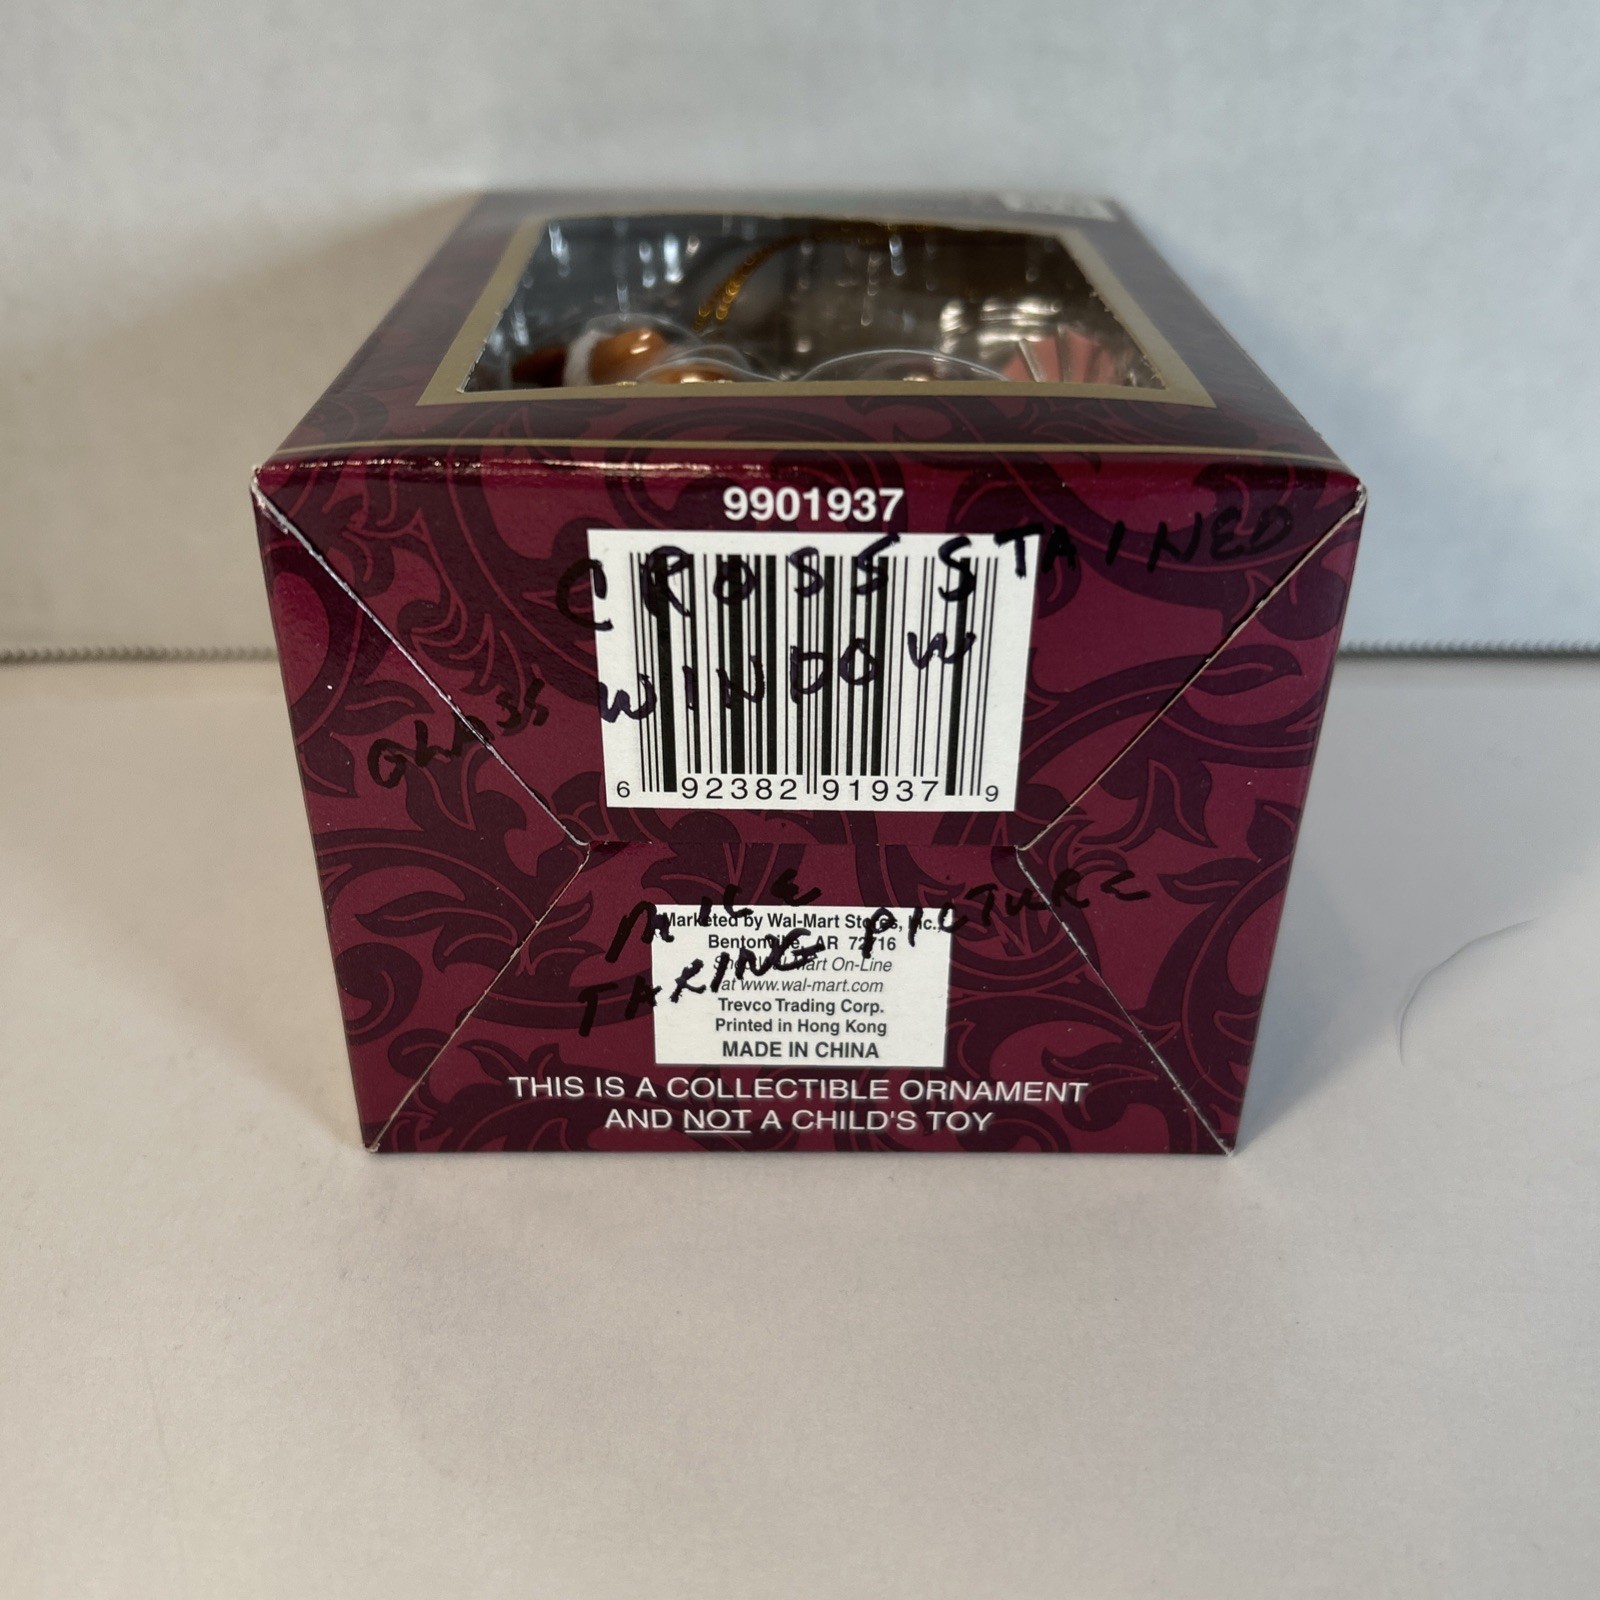 9901937
CROSS STAINED
GLASS WINDOW
6 92382 91937 9
MICE
TAKING PICTURE
Marketed by Wal-Mart Stores, Inc.,
Bentonville, AR 72716
Shop Wal-Mart On-Line
at www.wal-mart.com
Trevco Trading Corp.
Printed in Hong Kong
MADE IN CHINA
THIS IS A COLLECTIBLE ORNAMENT
AND NOT A CHILD'S TOY